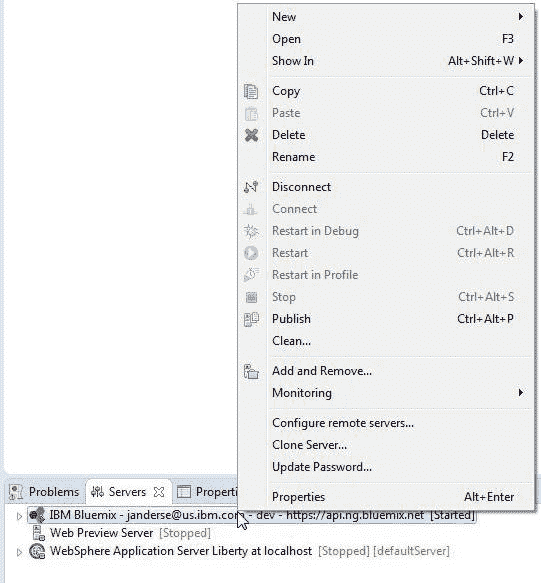 New
Open F3
Show In Alt+Shift+W
Copy Ctrl+C
Paste Ctrl+V
Delete Delete
Rename F2
Disconnect
Connect
Restart in Debug Ctrl+Alt+D
Restart Ctrl+Alt+R
Restart in Profile
Stop Ctrl+Alt+S
Publish Ctrl+Alt+P
Clean...
Add and Remove...
Monitoring
Configure remote servers...
Clone Server...
Update Password...
Properties Alt+Enter
Problems Servers Properti
IBM Bluemix - janderse@us.ibm.com - dev - https://api.ng.bluemix.net [Started]
Web Preview Server [Stopped]
WebSphere Application Server Liberty at localhost [Stopped] [defaultServer]